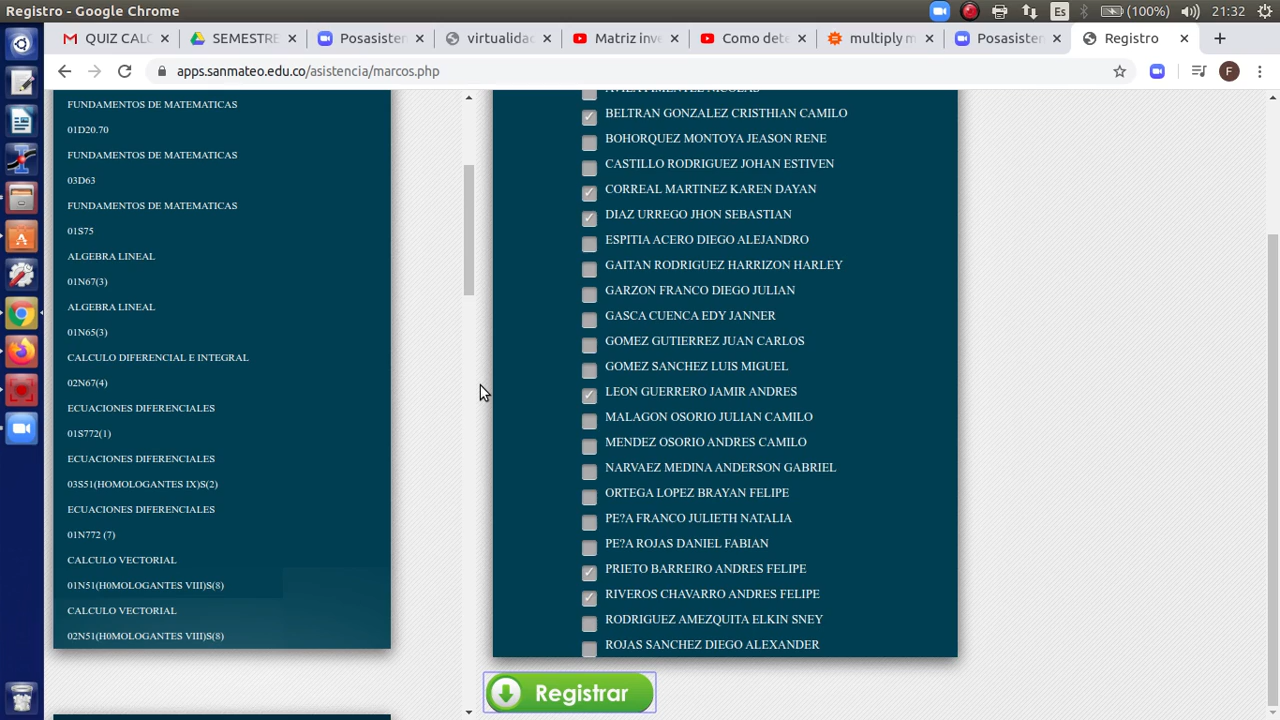 Registro - Google Chrome
Es
(100%)
21:32
QUIZ CALC
SEMESTRE
Posasisten
virtualidad
Matriz inve
Como dete
multiply m
Posasisten
Registro
apps.sanmateo.edu.co/asistencia/marcos.php
F
FUNDAMENTOS DE MATEMATICAS
01D20.70
FUNDAMENTOS DE MATEMATICAS
03D63
FUNDAMENTOS DE MATEMATICAS
01S75
ALGEBRA LINEAL
01N67(3)
ALGEBRA LINEAL
01N65(3)
CALCULO DIFERENCIAL E INTEGRAL
02N67(4)
ECUACIONES DIFERENCIALES
01S772(1)
ECUACIONES DIFERENCIALES
03S51(HOMOLOGANTES IX)S(2)
ECUACIONES DIFERENCIALES
01N772 (7)
CALCULO VECTORIAL
01N51(H0MOLOGANTES VIII)S(8)
CALCULO VECTORIAL
02N51(H0MOLOGANTES VIII)S(8)
BELTRAN GONZALEZ CRISTHIAN CAMILO
BOHORQUEZ MONTOYA JEASON RENE
CASTILLO RODRIGUEZ JOHAN ESTIVEN
CORREAL MARTINEZ KAREN DAYAN
DIAZ URREGO JHON SEBASTIAN
ESPITIA ACERO DIEGO ALEJANDRO
GAITAN RODRIGUEZ HARRIZON HARLEY
GARZON FRANCO DIEGO JULIAN
GASCA CUENCA EDY JANNER
GOMEZ GUTIERREZ JUAN CARLOS
GOMEZ SANCHEZ LUIS MIGUEL
LEON GUERRERO JAMIR ANDRES
MALAGON OSORIO JULIAN CAMILO
MENDEZ OSORIO ANDRES CAMILO
NARVAEZ MEDINA ANDERSON GABRIEL
ORTEGA LOPEZ BRAYAN FELIPE
PE?A FRANCO JULIETH NATALIA
PE?A ROJAS DANIEL FABIAN
PRIETO BARREIRO ANDRES FELIPE
RIVEROS CHAVARRO ANDRES FELIPE
RODRIGUEZ AMEZQUITA ELKIN SNEY
ROJAS SANCHEZ DIEGO ALEXANDER
Registrar